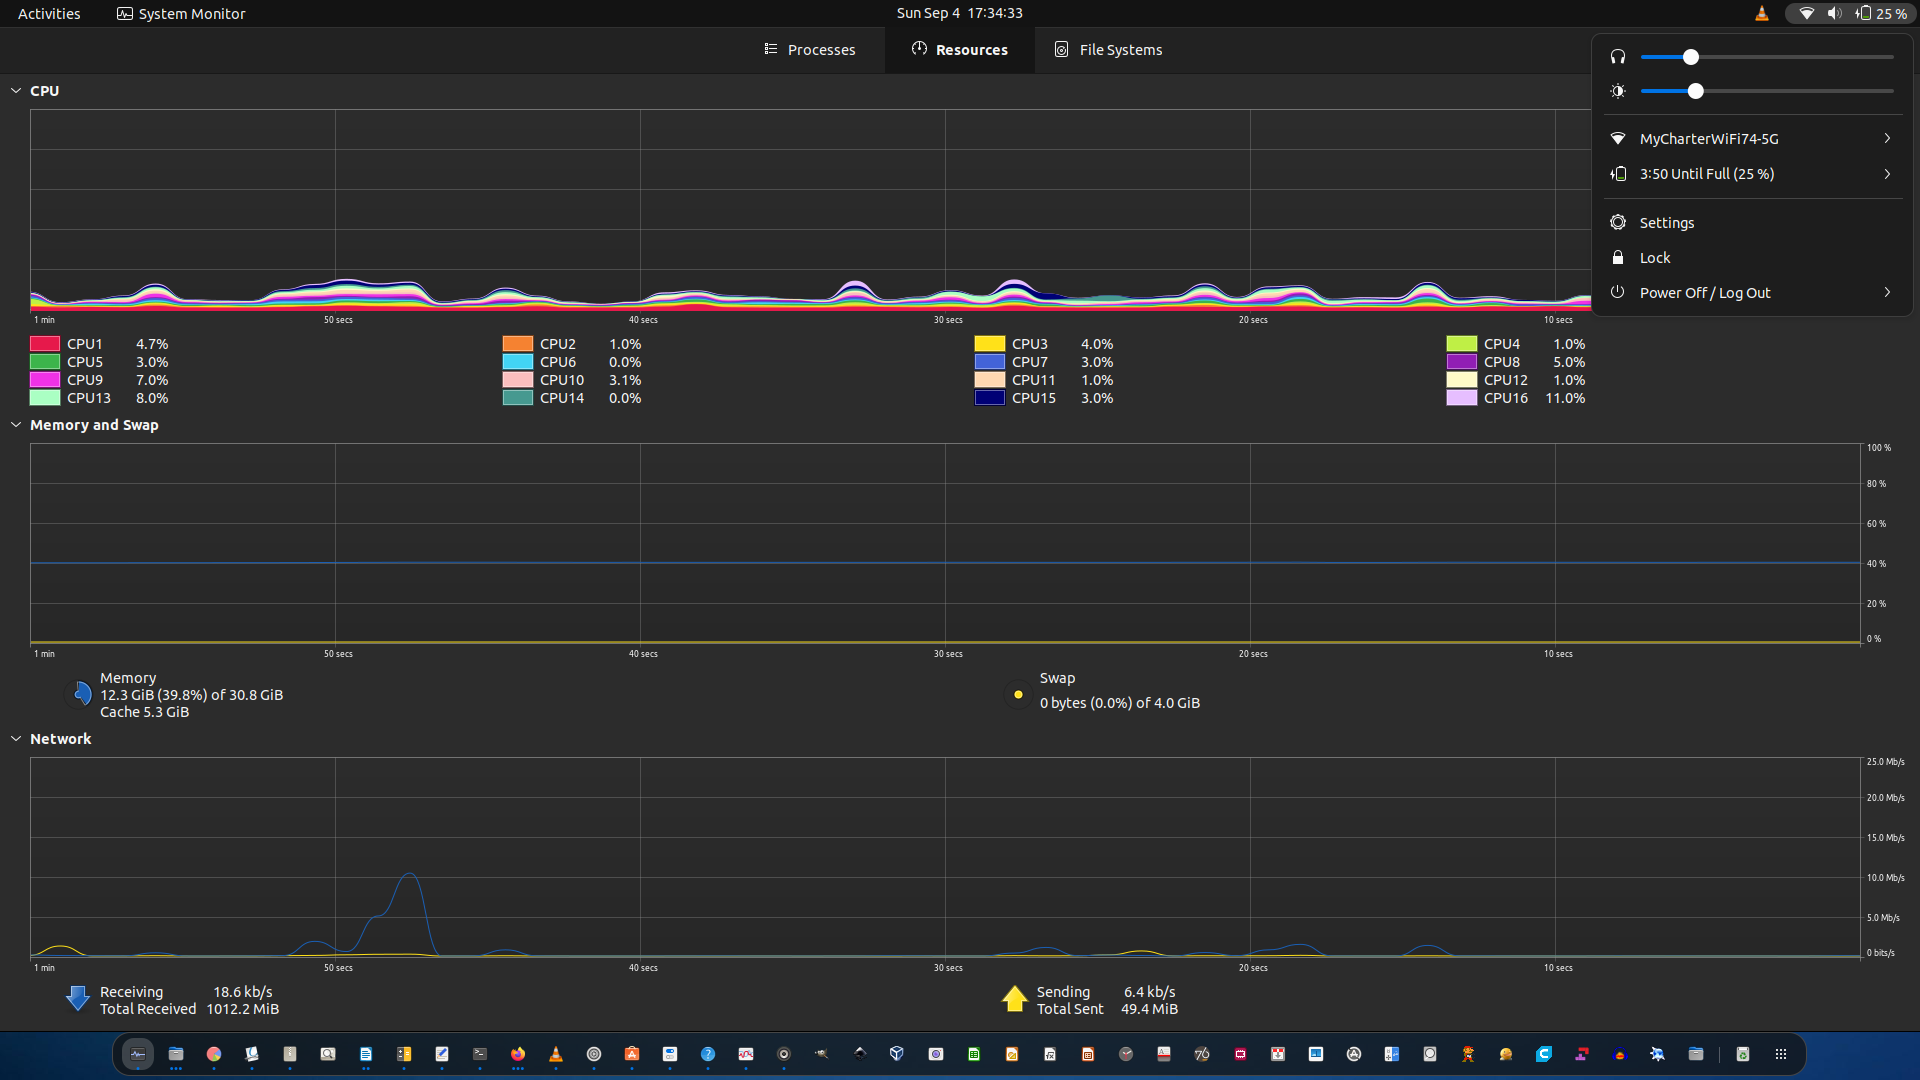 Activities
System Monitor
Sun Sep 4 17:34:33
25 %
Processes
Resources
File Systems
MyCharterWiFi74-5G
3:50 Until Full (25 %)
Settings
Lock
Power Off / Log Out
CPU
1 min
50 secs
40 secs
30 secs
20 secs
10 secs
CPU1 4.7%
CPU2 1.0%
CPU3 4.0%
CPU4 1.0%
CPU5 3.0%
CPU6 0.0%
CPU7 3.0%
CPU8 5.0%
CPU9 7.0%
CPU10 3.1%
CPU11 1.0%
CPU12 1.0%
CPU13 8.0%
CPU14 0.0%
CPU15 3.0%
CPU16 11.0%
Memory and Swap
100 %
80 %
60 %
40 %
20 %
0 %
1 min
50 secs
40 secs
30 secs
20 secs
10 secs
Memory
12.3 GiB (39.8%) of 30.8 GiB
Cache 5.3 GiB
Swap
0 bytes (0.0%) of 4.0 GiB
Network
25.0 Mb/s
20.0 Mb/s
15.0 Mb/s
10.0 Mb/s
5.0 Mb/s
0 bits/s
1 min
50 secs
40 secs
30 secs
20 secs
10 secs
Receiving 18.6 kb/s
Total Received 1012.2 MiB
Sending 6.4 kb/s
Total Sent 49.4 MiB
76